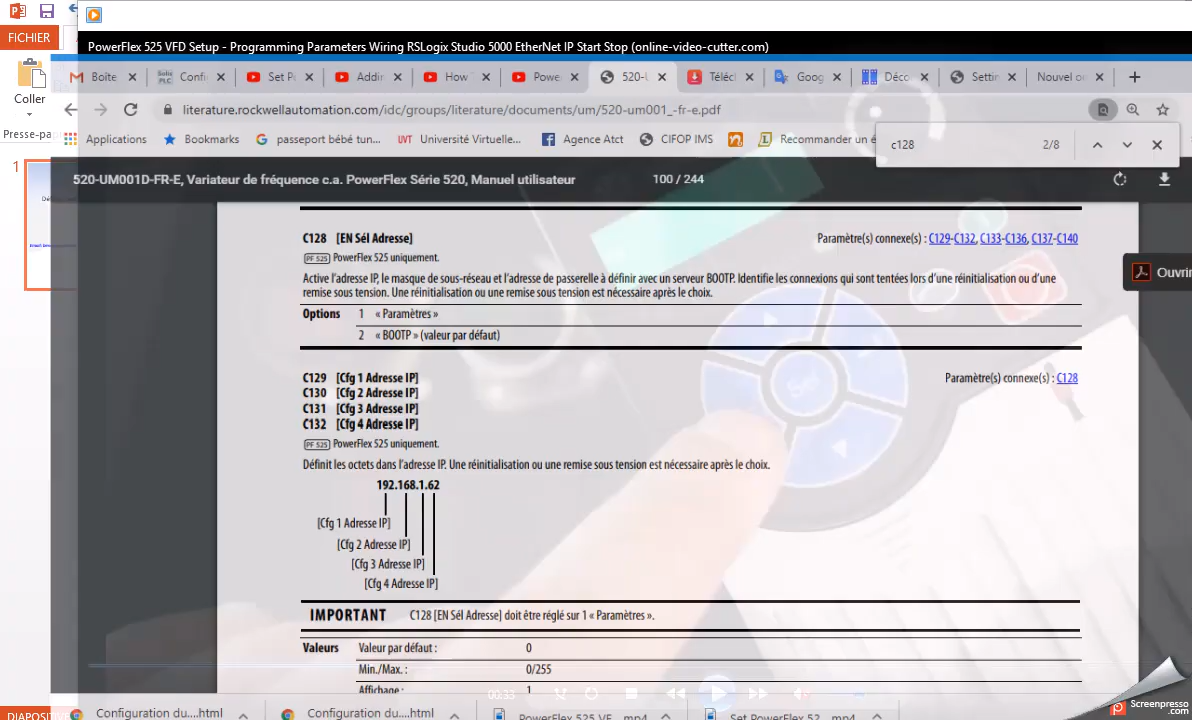 FICHIER
Coller
Presse-pa
1
DIAPOSITIVE
PowerFlex 525 VFD Setup - Programming Parameters Wiring RSLogix Studio 5000 EtherNet IP Start Stop (online-video-cutter.com)
Boîte
Confi
Set P
Addin
How
Powe
520-U
Téléch
Goog
Déco
Settin
Nouvel on
literature.rockwellautomation.com/idc/groups/literature/documents/um/520-um001_-fr-e.pdf
Applications
Bookmarks
passeport bébé tun...
UVT Université Virtuelle...
Agence Atct
CIFOP IMS
Recommander un é
c128
2/8
520-UM001D-FR-E, Variateur de fréquence c.a. PowerFlex Série 520, Manuel utilisateur
100 / 244
Ouvrir
C128 [EN Sél Adresse]
Paramètre(s) connexe(s) : C129-C132, C133-C136, C137-C140
PF 525 PowerFlex 525 uniquement.
Active l'adresse IP, le masque de sous-réseau et l'adresse de passerelle à définir avec un serveur BOOTP. Identifie les connexions qui sont tentées lors d'une réinitialisation ou d'une
remise sous tension. Une réinitialisation ou une remise sous tension est nécessaire après le choix.
Options 1 « Paramètres »
2 « BOOTP » (valeur par défaut)
C129 [Cfg 1 Adresse IP]
Paramètre(s) connexe(s) : C128
C130 [Cfg 2 Adresse IP]
C131 [Cfg 3 Adresse IP]
C132 [Cfg 4 Adresse IP]
PF 525 PowerFlex 525 uniquement.
Définit les octets dans l'adresse IP. Une réinitialisation ou une remise sous tension est nécessaire après le choix.
192.168.1.62
[Cfg 1 Adresse IP]
[Cfg 2 Adresse IP]
[Cfg 3 Adresse IP]
[Cfg 4 Adresse IP]
IMPORTANT C128 [EN Sél Adresse] doit être réglé sur 1 « Paramètres ».
Valeurs Valeur par défaut : 0
Min./Max. : 0/255
Affichage : 1
00:33
Configuration du....html
Configuration du....html
PowerFlex 525 VF....mp4
Set PowerFlex 52....mp4
Screenpresso
.com